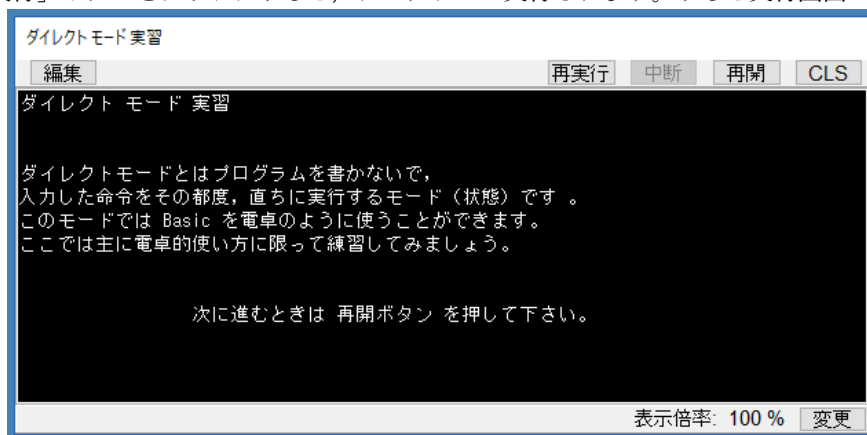 ダイレクトモード実習
編集 再実行 中断 再開 CLS
ダイレクト モード 実習
ダイレクトモードとはプログラムを書かないで，
入力した命令をその都度，直ちに実行するモード（状態）です 。
このモードでは Basic を電卓のように使うことができます。
ここでは主に電卓的使い方に限って練習してみましょう。
次に進むときは 再開ボタン を押して下さい。
表示倍率: 100 % 変更